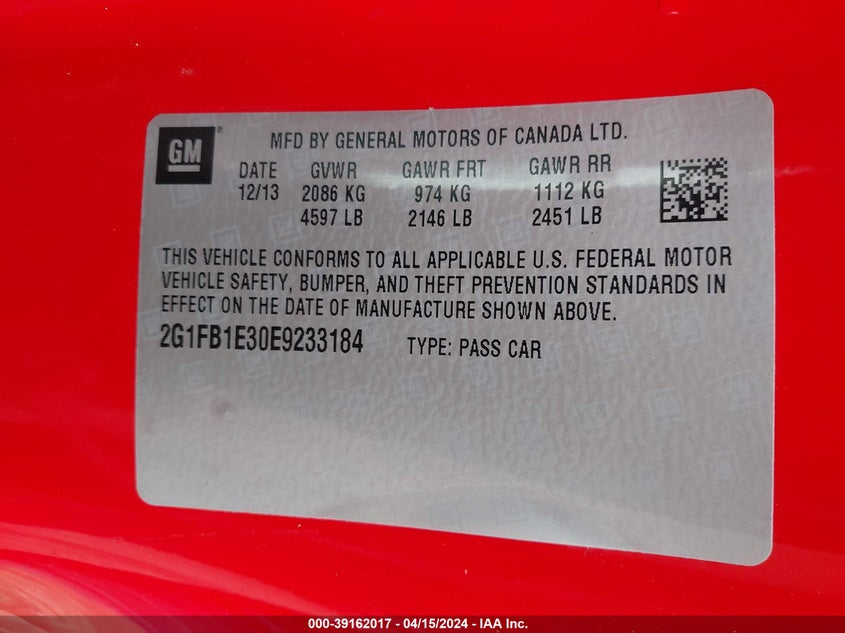 GM ®
MFD BY GENERAL MOTORS OF CANADA LTD.
DATE GVWR GAWR FRT GAWR RR
12/13 2086 KG 974 KG 1112 KG
4597 LB 2146 LB 2451 LB
THIS VEHICLE CONFORMS TO ALL APPLICABLE U.S. FEDERAL MOTOR
VEHICLE SAFETY, BUMPER, AND THEFT PREVENTION STANDARDS IN
EFFECT ON THE DATE OF MANUFACTURE SHOWN ABOVE.
2G1FB1E30E9233184 TYPE: PASS CAR
000-39162017 - 04/15/2024 - IAA Inc.